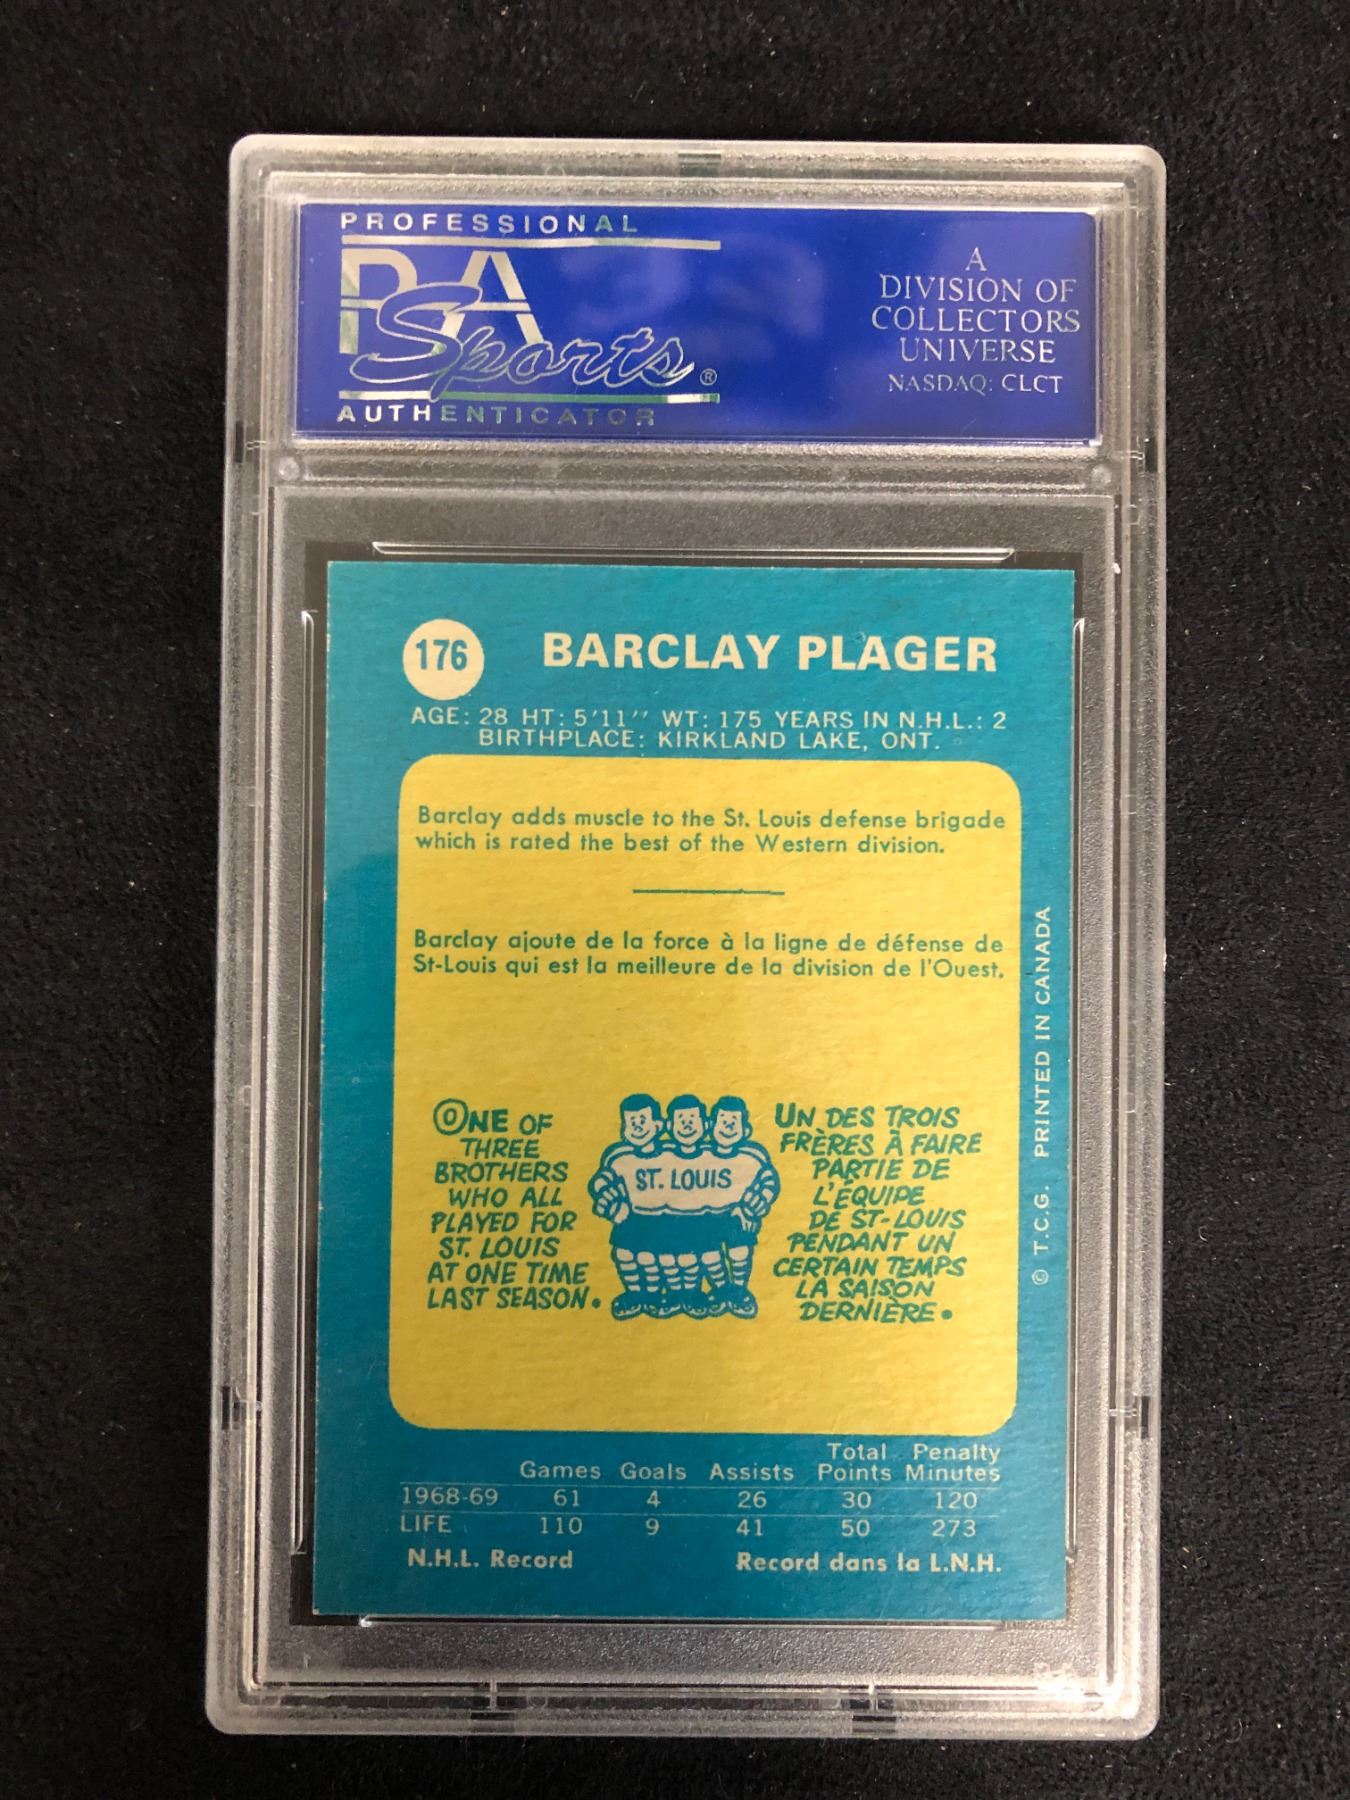 PROFESSIONAL
PSA
Sports®
AUTHENTICATOR
A
DIVISION OF
COLLECTORS
UNIVERSE
NASDAQ: CLCT
176 BARCLAY PLAGER
AGE: 28 HT: 5'11'' WT: 175 YEARS IN N.H.L.: 2
BIRTHPLACE: KIRKLAND LAKE, ONT.
Barclay adds muscle to the St. Louis defense brigade
which is rated the best of the Western division.
Barclay ajoute de la force à la ligne de défense de
St-Louis qui est la meilleure de la division de l'Ouest.
ONE OF
THREE
BROTHERS
WHO ALL
PLAYED FOR
ST. LOUIS
AT ONE TIME
LAST SEASON.
ST. LOUIS
UN DES TROIS
FRÈRES À FAIRE
PARTIE DE
L'ÉQUIPE
DE ST-LOUIS
PENDANT UN
CERTAIN TEMPS
LA SAISON
DERNIÈRE.
© T.C.G. PRINTED IN CANADA
Total Penalty
Games Goals Assists Points Minutes
1968-69 61 4 26 30 120
LIFE 110 9 41 50 273
N.H.L. Record Record dans la L.N.H.